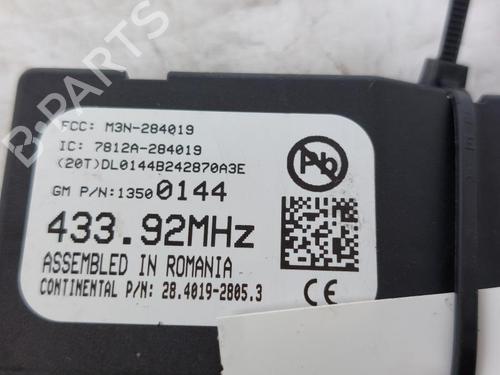 B-PARTS
FCC: M3N-284019
IC: 7812A-284019
(20T)DL0144B242870A3E
GM P/N:13500144
433.92MHz
ASSEMBLED IN ROMANIA
CONTINENTAL P/N: 28.4019-2805.3
Pb
CE